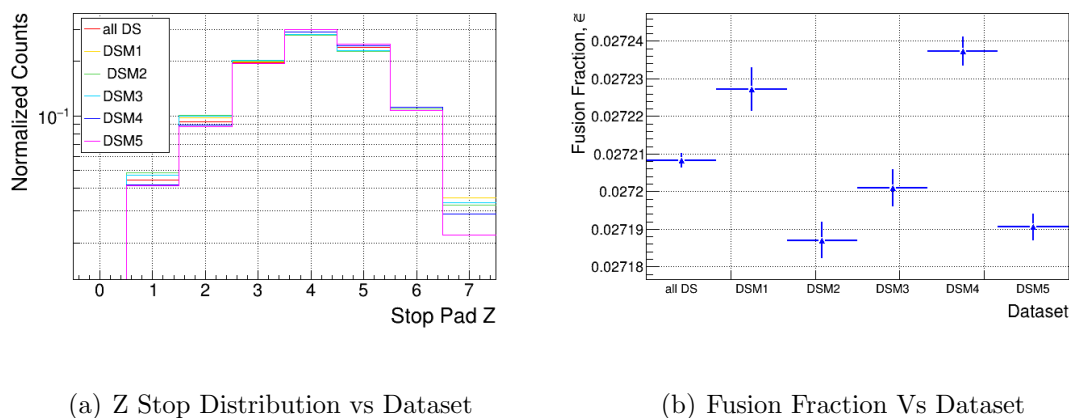 all DS
DSM1
DSM2
DSM3
DSM4
DSM5
Normalized Counts
10⁻¹
0 1 2 3 4 5 6 7
Stop Pad Z
(a) Z Stop Distribution vs Dataset
Fusion Fraction,
0.02724
0.02723
0.02722
0.02721
0.0272
0.02719
0.02718
all DS DSM1 DSM2 DSM3 DSM4 DSM5
Dataset
(b) Fusion Fraction Vs Dataset